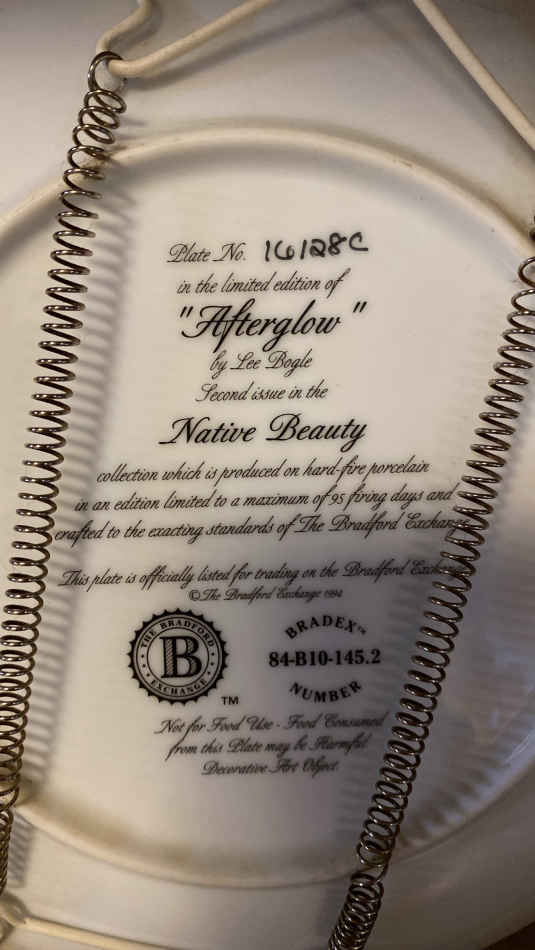 Plate No. 16128C
in the limited edition of
"Afterglow"
by Lee Bogle
Second issue in the
Native Beauty
collection which is produced on hard-fire porcelain
in an edition limited to a maximum of 95 firing days and
crafted to the exacting standards of The Bradford Exchange.
This plate is officially listed for trading on the Bradford Exchange
© The Bradford Exchange 1994
THE BRADFORD
B
EXCHANGE
TM
BRADEX™
84-B10-145.2
NUMBER
Not for Food Use - Food Consumed
from this Plate may be Harmful.
Decorative Art Object.